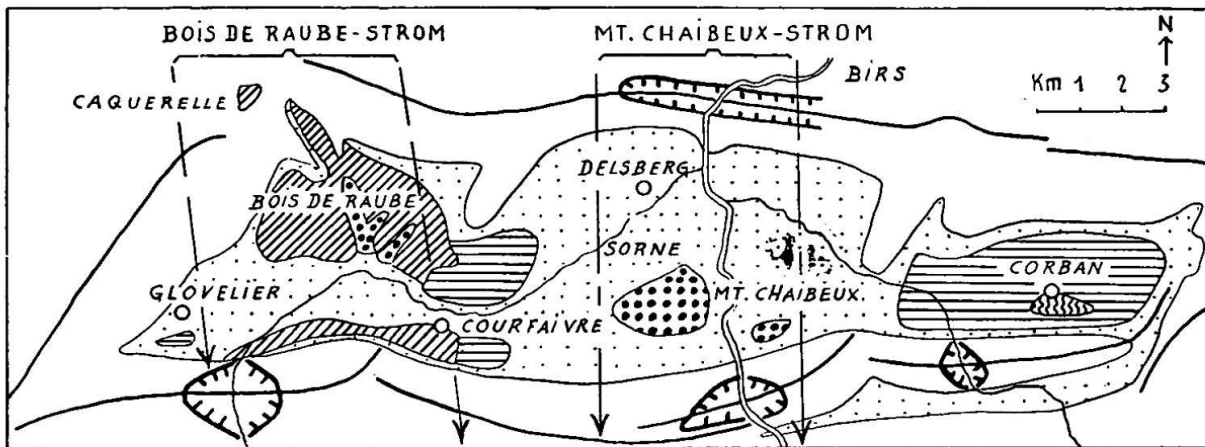 BOIS DE RAUBE-STROM
MT. CHAIBEUX-STROM
N
BIRS
Km 1 2 3
CAQUERELLE
DELSBERG
BOIS DE RAUBE
SORNE
CORBAN
GLOVELIER
MT. CHAIBEUX.
COURFAIVRE